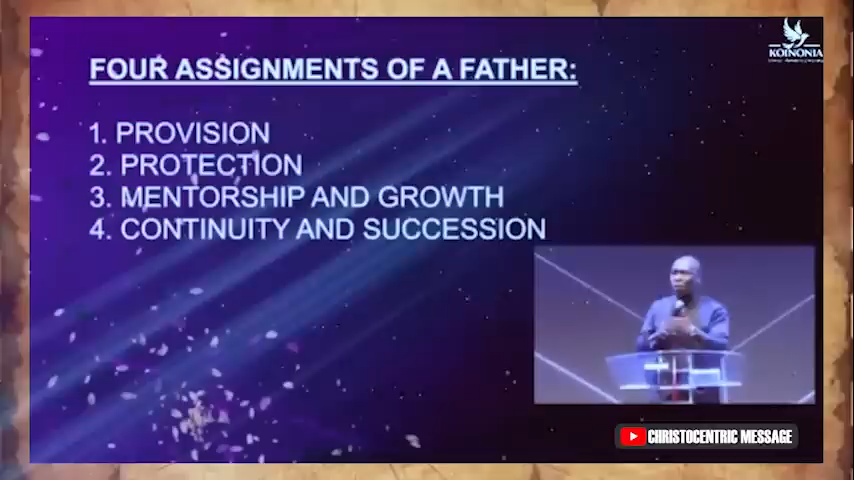 FOUR ASSIGNMENTS OF A FATHER:
1. PROVISION
2. PROTECTION
3. MENTORSHIP AND GROWTH
4. CONTINUITY AND SUCCESSION
KOINONIA
CHRISTOCENTRIC MESSAGE